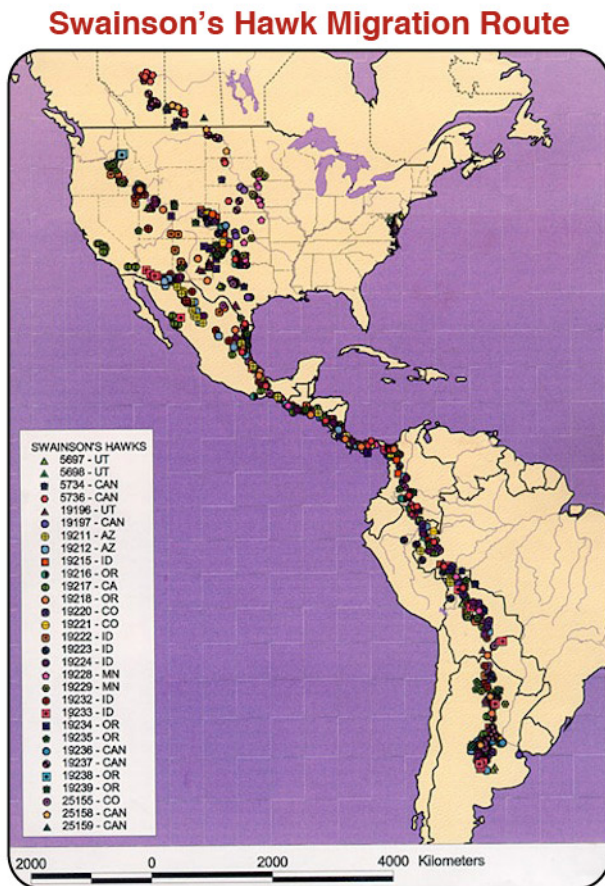 Swainson's Hawk Migration Route
SWAINSON'S HAWKS
5697 - UT
5698 - UT
5734 - CAN
5736 - CAN
19196 - UT
19197 - CAN
19211 - AZ
19212 - AZ
19215 - ID
19216 - OR
19217 - CA
19218 - OR
19220 - CO
19221 - CO
19222 - ID
19223 - ID
19224 - ID
19228 - MN
19229 - MN
19232 - ID
19233 - ID
19234 - OR
19235 - OR
19236 - CAN
19237 - CAN
19238 - OR
19239 - OR
25155 - CO
25158 - CAN
25159 - CAN
2000 0 2000 4000 Kilometers